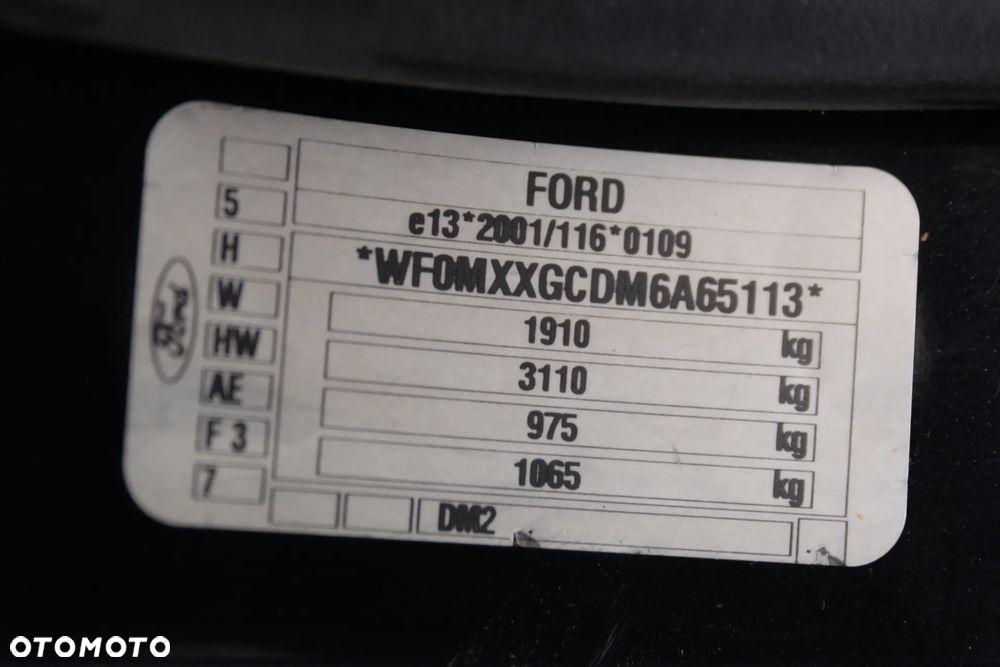 FORD
e13*2001/116*0109
*WF0MXXGCDM6A65113*
1910 kg
3110 kg
975 kg
1065 kg
5
H
W
HW
AE
F 3
7
DM2
Ford
OTOMOTO